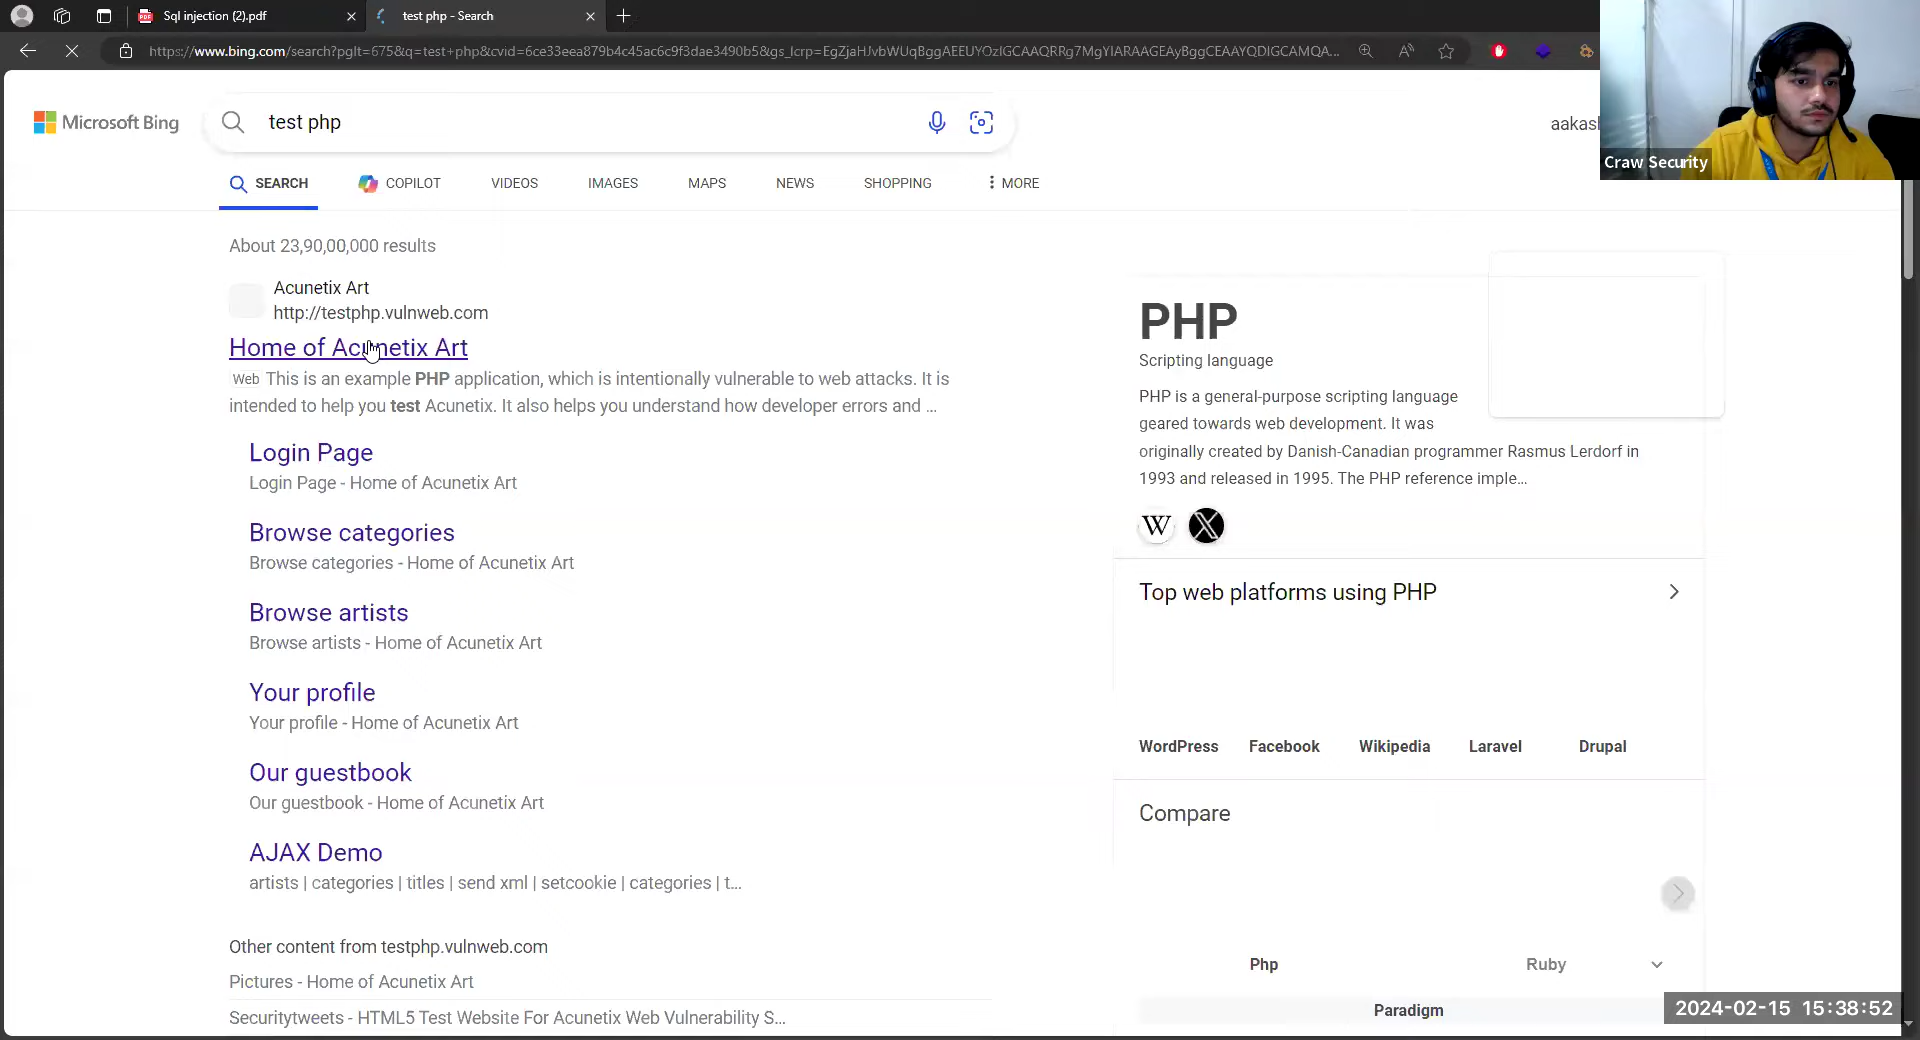 Sql injection (2).pdf
test php - Search
https://www.bing.com/search?pglt=675&q=test+php&cvid=6ce33eea879b4c45ac6c9f3dae3490b5&gs_lcrp=EgZjaHJvbWUqBggAEEUYOzIGCAAQRRg7MgYIARAAGEAyBggCEAAYQDIGCAMQA...
Microsoft Bing
test php
aakas
Craw Security
SEARCH
COPILOT
VIDEOS
IMAGES
MAPS
NEWS
SHOPPING
MORE
About 23,90,00,000 results
Acunetix Art
http://testphp.vulnweb.com
Home of Acunetix Art
Web This is an example PHP application, which is intentionally vulnerable to web attacks. It is
intended to help you test Acunetix. It also helps you understand how developer errors and ...
Login Page
Login Page - Home of Acunetix Art
Browse categories
Browse categories - Home of Acunetix Art
Browse artists
Browse artists - Home of Acunetix Art
Your profile
Your profile - Home of Acunetix Art
Our guestbook
Our guestbook - Home of Acunetix Art
AJAX Demo
artists | categories | titles | send xml | setcookie | categories | t...
Other content from testphp.vulnweb.com
Pictures - Home of Acunetix Art
Securitytweets - HTML5 Test Website For Acunetix Web Vulnerability S...
PHP
Scripting language
PHP is a general-purpose scripting language
geared towards web development. It was
originally created by Danish-Canadian programmer Rasmus Lerdorf in
1993 and released in 1995. The PHP reference imple...
W
X
Top web platforms using PHP
WordPress
Facebook
Wikipedia
Laravel
Drupal
Compare
Php
Ruby
Paradigm
2024-02-15 15:38:52